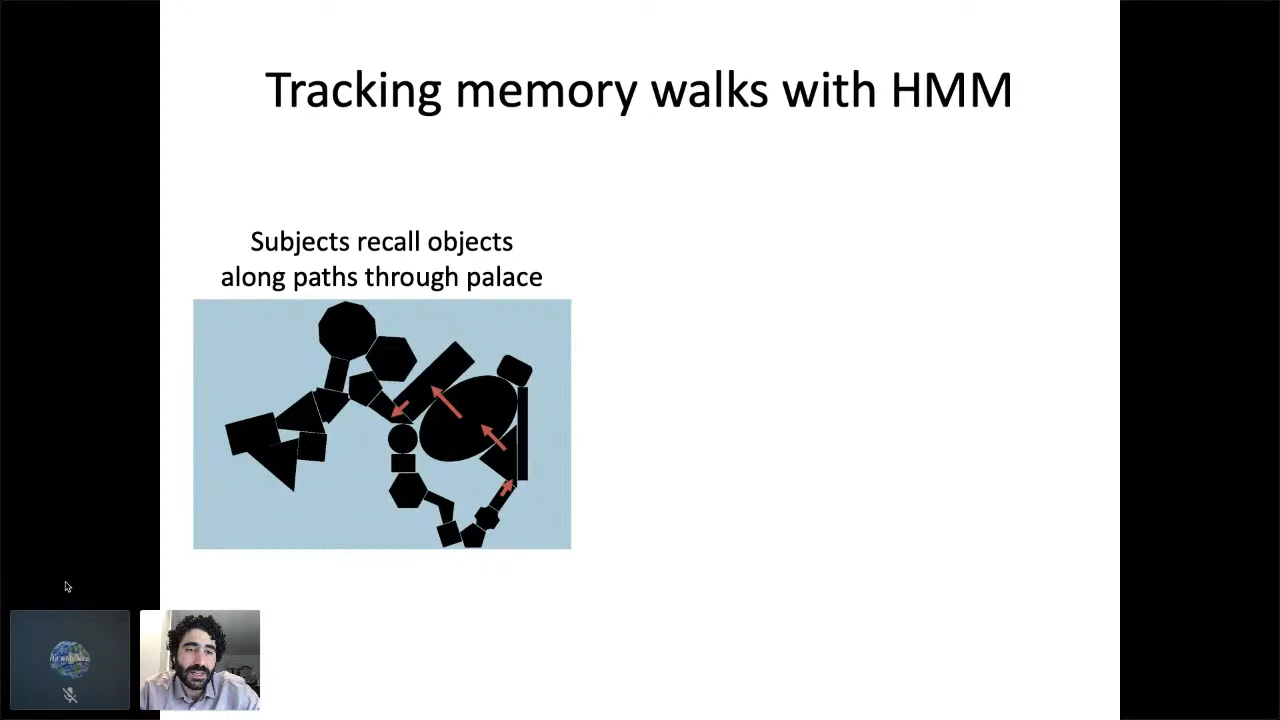 Tracking memory walks with HMM
Subjects recall objects
along paths through palace